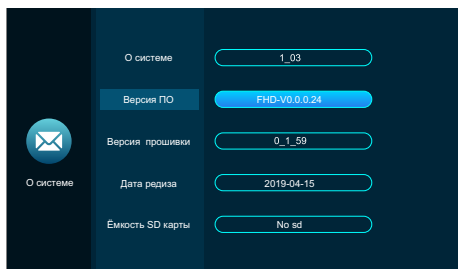 О системе 1_03
Версия ПО FHD-V0.0.0.24
Версия прошивки 0_1_59
О системе
Дата редиза 2019-04-15
Ёмкость SD карты No sd